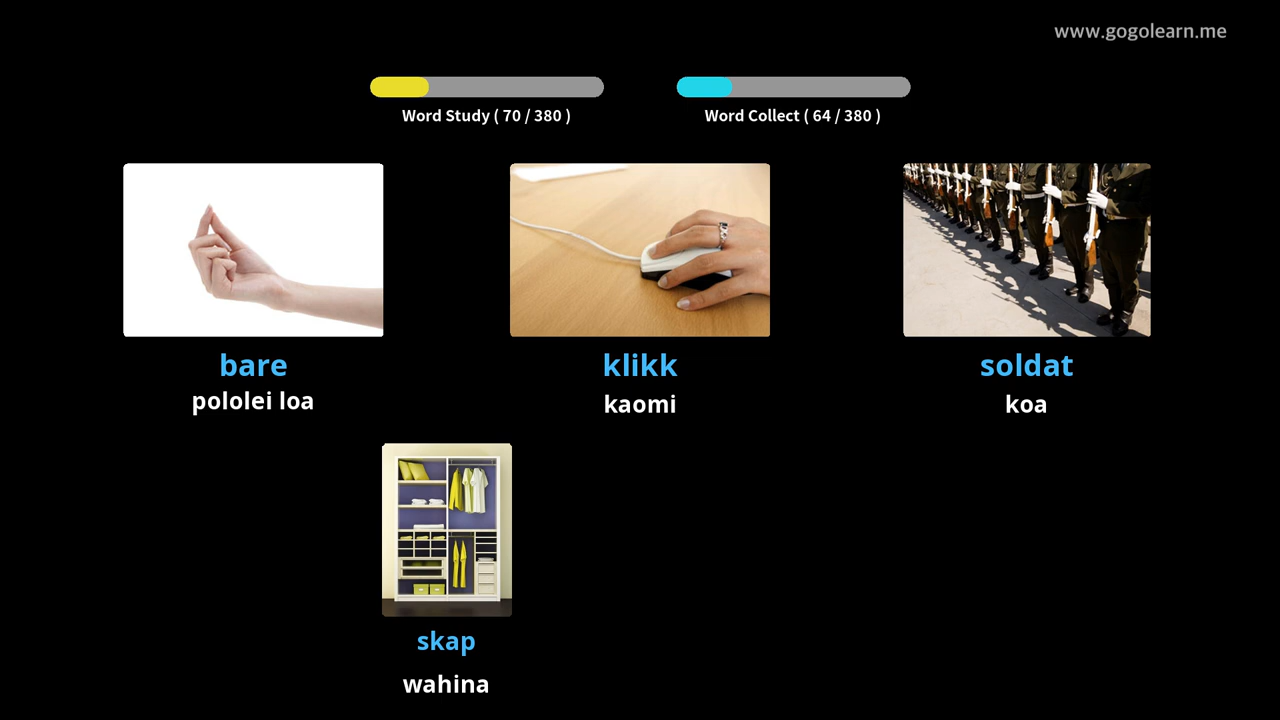 www.gogolearn.me
Word Study ( 70 / 380 )
Word Collect ( 64 / 380 )
bare
pololei loa
klikk
kaomi
soldat
koa
skap
wahina